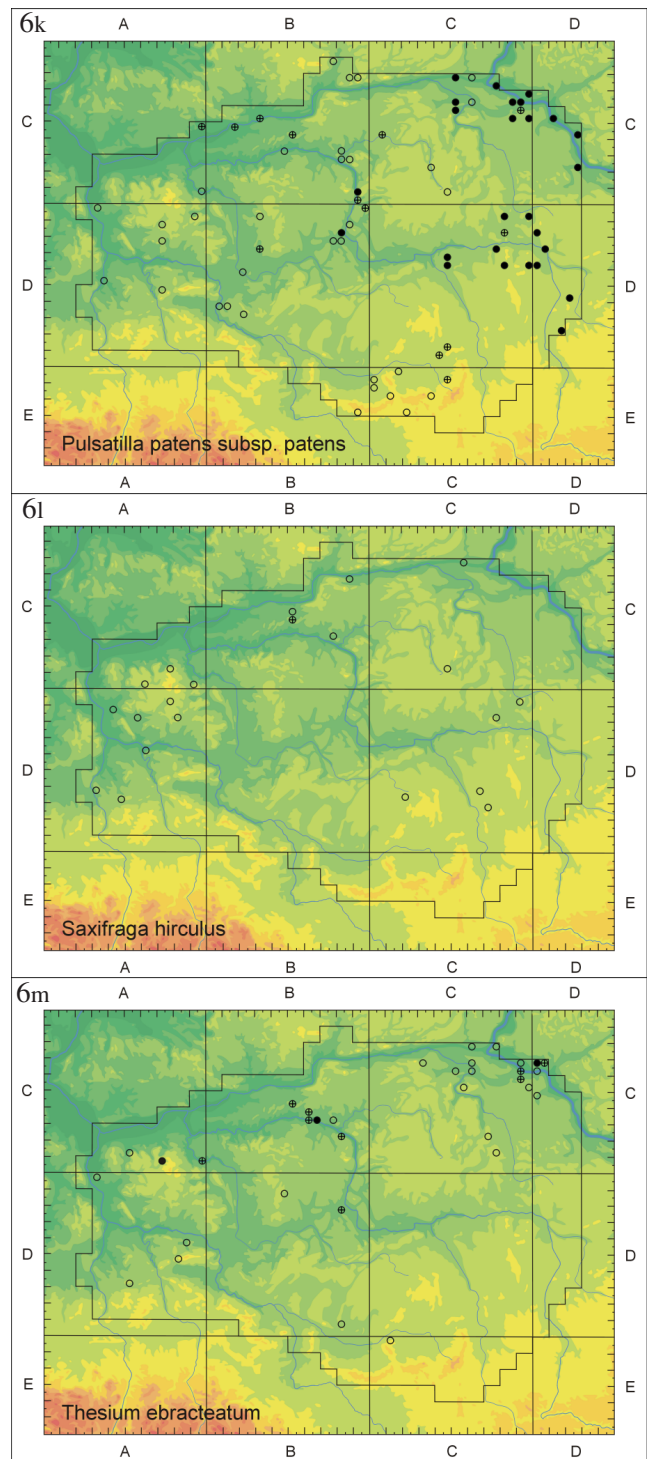 6k
A B C D
C C
D D
E E
Pulsatilla patens subsp. patens
A B C D
6l
C C
D D
E E
Saxifraga hirculus
A B C D
6m
A B C D
C C
D D
E E
Thesium ebracteatum
A B C D